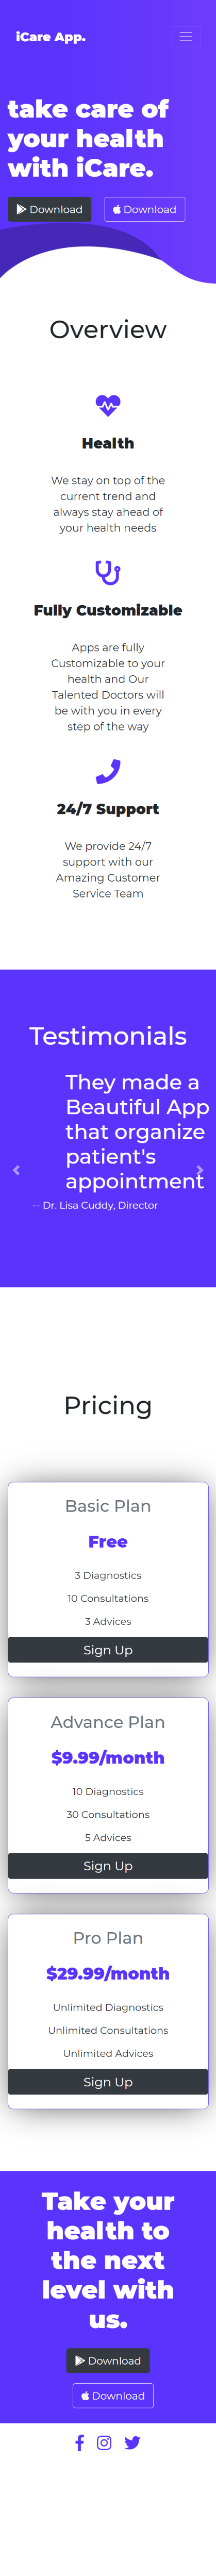 iCare App.
take care of
your health
with iCare.
Download
Download
Overview
Health
We stay on top of the
current trend and
always stay ahead of
your health needs
Fully Customizable
Apps are fully
Customizable to your
health and Our
Talented Doctors will
be with you in every
step of the way
24/7 Support
We provide 24/7
support with our
Amazing Customer
Service Team
Testimonials
They made a
Beautiful App
that organize
patient's
appointment
-- Dr. Lisa Cuddy, Director
Pricing
Basic Plan
Free
3 Diagnostics
10 Consultations
3 Advices
Sign Up
Advance Plan
$9.99/month
10 Diagnostics
30 Consultations
5 Advices
Sign Up
Pro Plan
$29.99/month
Unlimited Diagnostics
Unlimited Consultations
Unlimited Advices
Sign Up
Take your
health to
the next
level with
us.
Download
Download